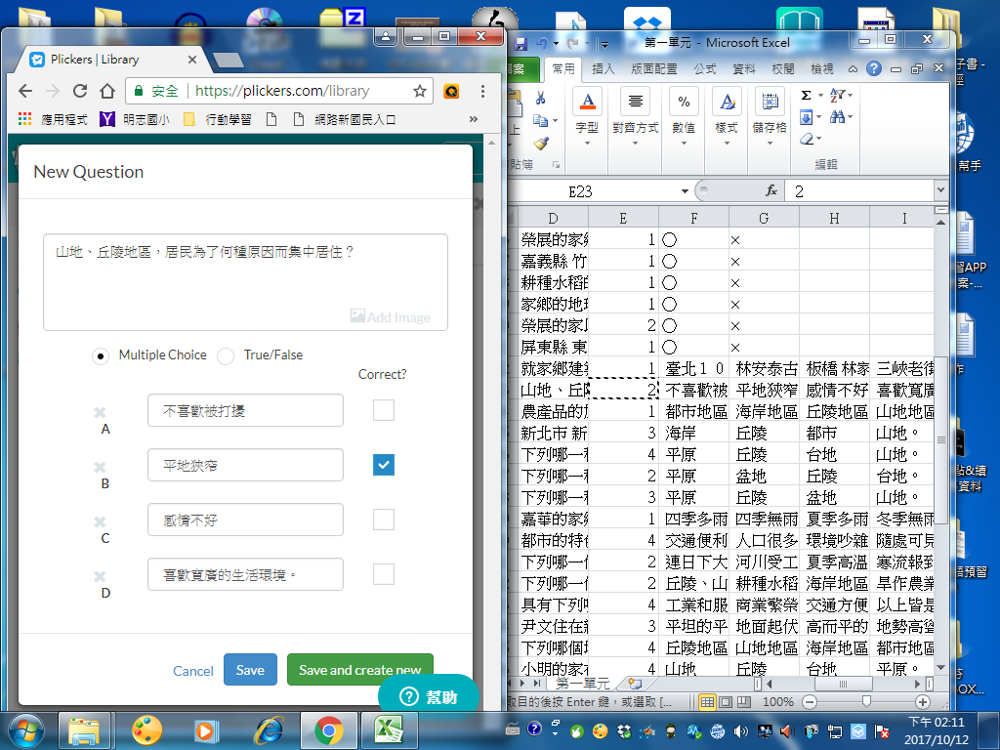 Plickers | Library
安全 https://plickers.com/library
應用程式 明志國小 行動學習 網路新國民入口 »
New Question
山地、丘陵地區，居民為了何種原因而集中居住？
Add Image
Multiple Choice True/False
Correct?
不喜歡被打擾
A
平地狹窄
B
感情不好
C
喜歡寬廣的生活環境。
D
Cancel Save Save and create new
幫助
第一單元 - Microsoft Excel
檔案 常用 插入 版面配置 公式 資料 校閱 檢視
字型 對齊方式 數值 樣式 儲存格 編輯
E23 fx 2
D E F G H I
榮展的家 1 ○ ×
嘉義縣 竹 1 ○ ×
耕種水稻的 1 ○ ×
家鄉的地 1 ○ ×
榮展的家 2 ○ ×
屏東縣 東 1 ○ ×
就家鄉建 1 臺北１０ 林安泰古 板橋 林家 三峽老街
山地、丘陵 2 不喜歡被 平地狹窄 感情不好 喜歡寬廣
農產品的 1 都市地區 海岸地區 丘陵地區 山地地區
新北市 新 3 海岸 丘陵 都市 山地。
下列哪一 4 平原 丘陵 台地 山地。
下列哪一 2 平原 盆地 丘陵 台地。
下列哪一 3 平原 丘陵 盆地 山地。
嘉華的家 1 四季多雨 四季無雨 夏季多雨 冬季無雨
都市的特 4 交通便利 人口很多 環境吵雜 隨處可見
下列哪一 2 連日下大 河川受工 夏季高溫 寒流報到
下列哪一 2 丘陵、山 耕種水稻 海岸地區 旱作農業
具有下列 4 工業和服 商業繁榮 交通方便 以上皆是
尹文住在 3 平坦的平 地面起伏 高而平的 地勢高
下列哪個 4 丘陵地區 山地地區 海岸地區 都市地區
小明的家 4 山地 丘陵 台地 平原。
第一單元
取目的後按 Enter 鍵，或選取 [... 100%
下午 02:11
2017/10/12